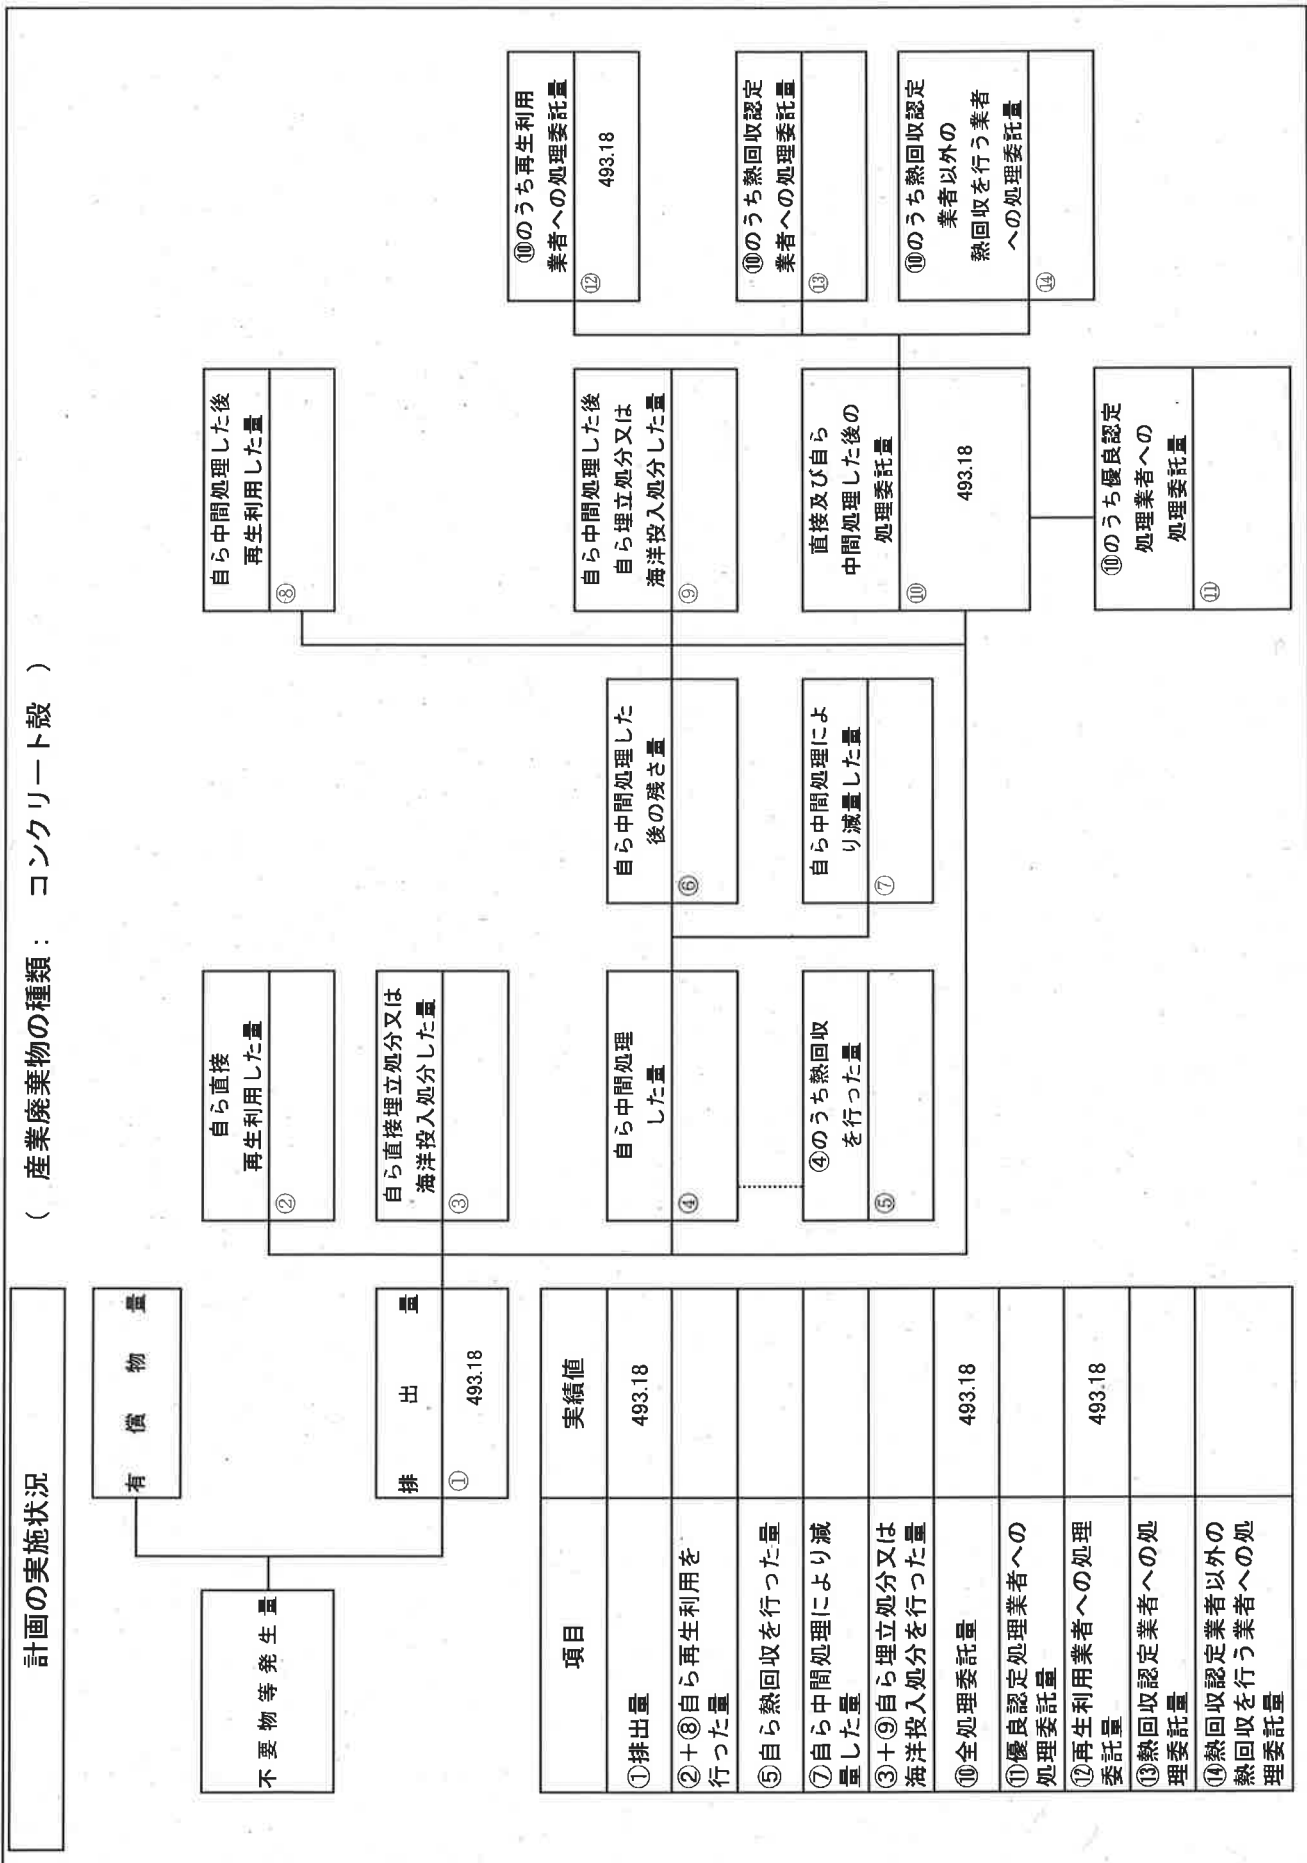 計画の実施状況
( 産業廃棄物の種類: コンクリート殻 )
不要物等発生量
有償物量
排出量
①
493.18
自ら直接
再生利用した量
②
自ら直接埋立処分又は
海洋投入処分した量
③
自ら中間処理
した量
④
④のうち熱回収
を行った量
⑤
自ら中間処理した
後の残さ量
⑥
自ら中間処理によ
り減量した量
⑦
自ら中間処理した後
再生利用した量
⑧
自ら中間処理した後
自ら埋立処分又は
海洋投入処分した量
⑨
直接及び自ら
中間処理した後の
処理委託量
⑩
493.18
⑩のうち優良認定
処理業者への
処理委託量
⑪
⑩のうち再生利用
業者への処理委託量
⑫
493.18
⑩のうち熱回収認定
業者への処理委託量
⑬
⑩のうち熱回収認定
業者以外の
熱回収を行う業者
への処理委託量
⑭
項目 実績値
①排出量 493.18
②+⑧自ら再生利用を
行った量
⑤自ら熱回収を行った量
⑦自ら中間処理により減
量した量
③+⑨自ら埋立処分又は
海洋投入処分を行った量
⑩全処理委託量 493.18
⑪優良認定処理業者への
処理委託量
⑫再生利用業者への処理
委託量 493.18
⑬熱回収認定業者への処
理委託量
⑭熱回収認定業者以外の
熱回収を行う業者への処
理委託量